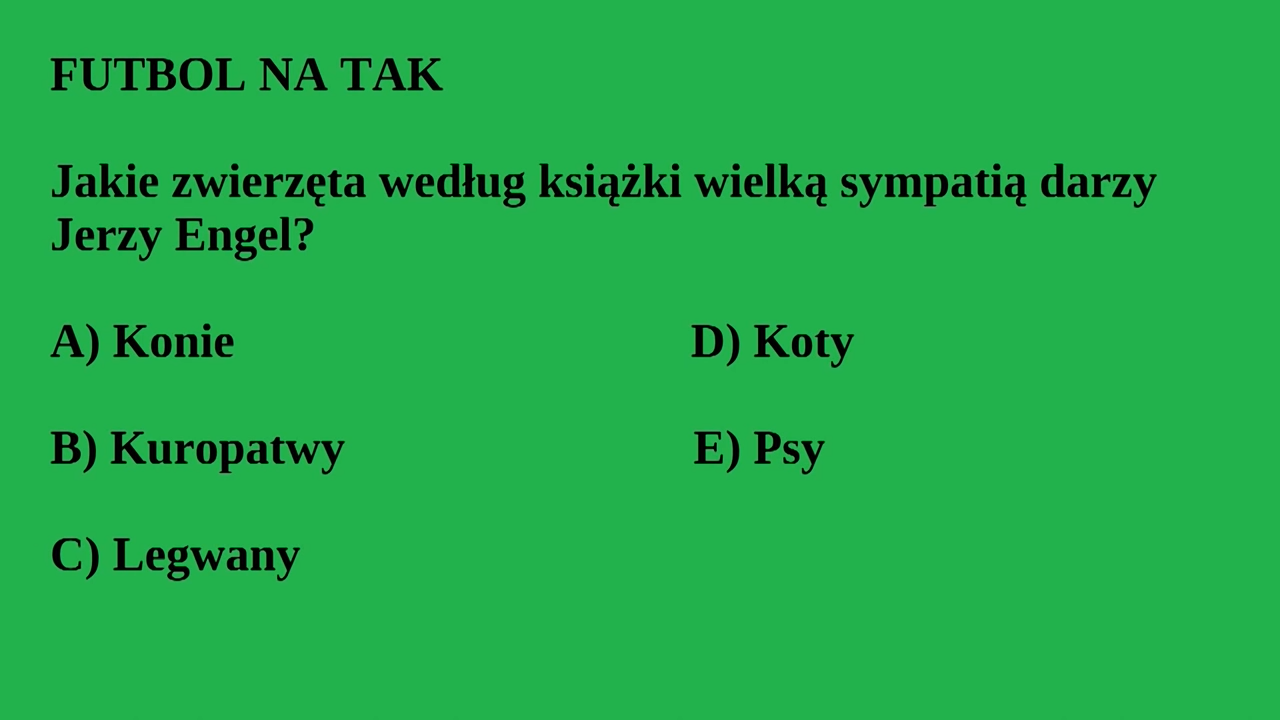 FUTBOL NA TAK
Jakie zwierzęta według książki wielką sympatią darzy
Jerzy Engel?
A) Konie
D) Koty
B) Kuropatwy
E) Psy
C) Legwany